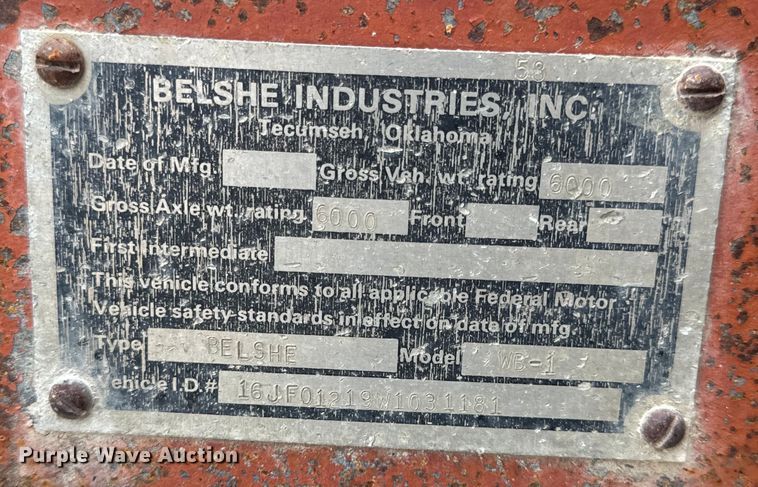 53
BELSHE INDUSTRIES, INC.
Tecumseh, Oklahoma
Date of Mfg. Gross Veh. wt. rating 6000
Gross Axle wt. rating 6000 Front Rear
First Intermediate
This vehicle conforms to all applicable Federal Motor
Vehicle safety standards in effect on date of mfg.
Type BELSHE Model WB-1
Vehicle I.D.# 16JF01219W1031181
Purple Wave Auction